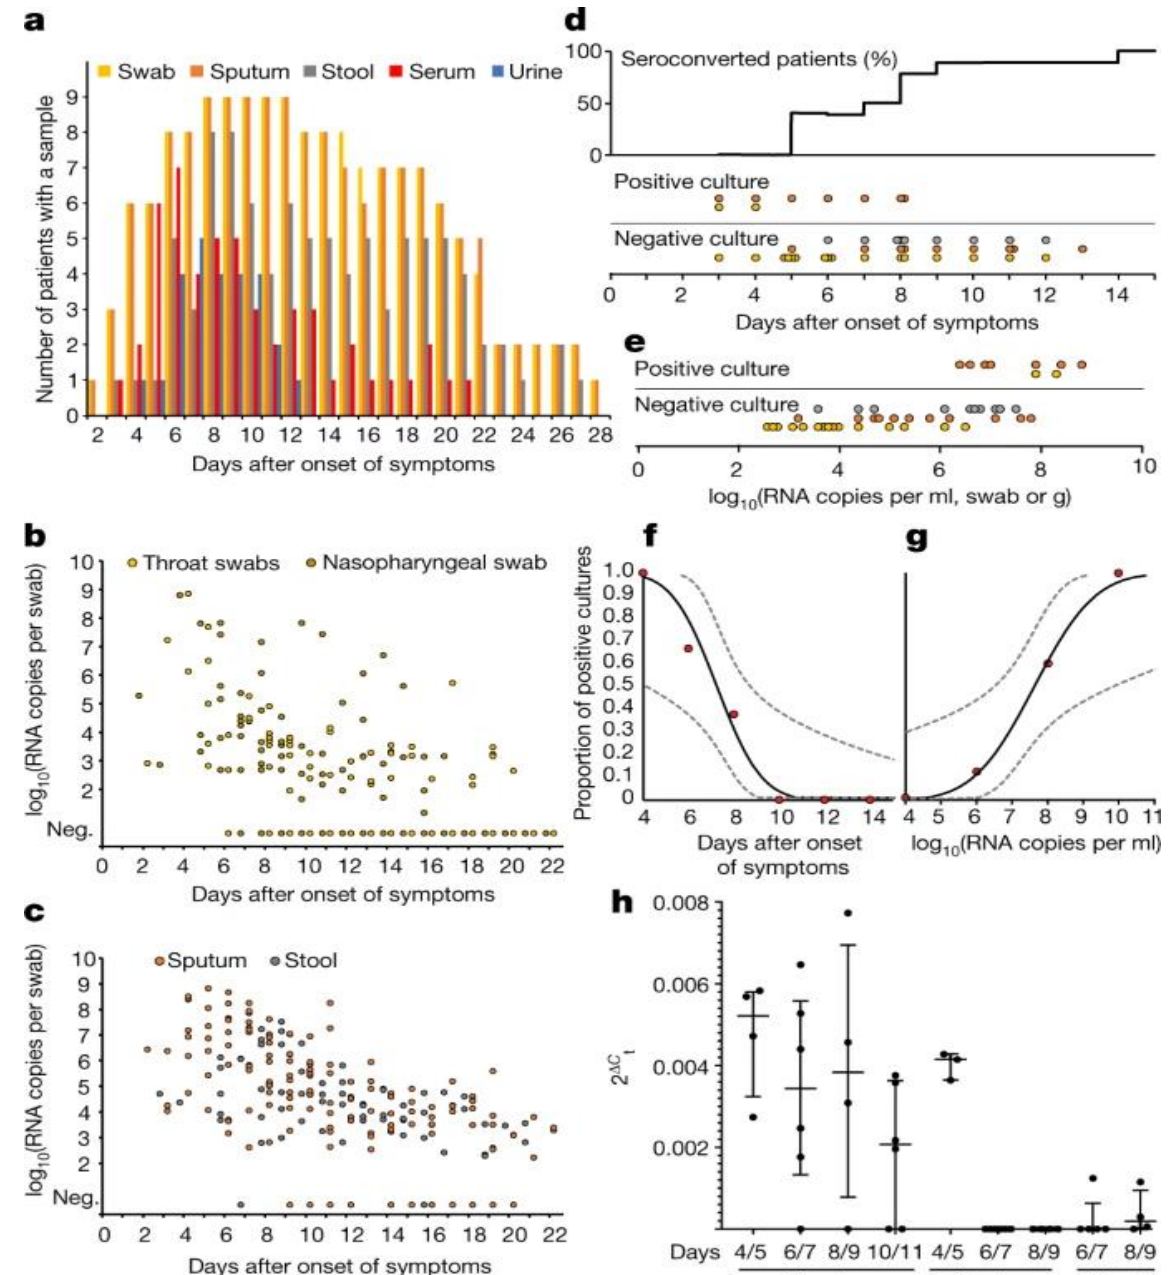 a
Swab Sputum Stool Serum Urine
Number of patients with a sample
9
8
7
6
5
4
3
2
1
0
2 4 6 8 10 12 14 16 18 20 22 24 26 28
Days after onset of symptoms
b
Throat swabs Nasopharyngeal swab
log10(RNA copies per swab)
10
9
8
7
6
5
4
3
2
Neg.
0 2 4 6 8 10 12 14 16 18 20 22
Days after onset of symptoms
c
Sputum Stool
log10(RNA copies per swab)
10
9
8
7
6
5
4
3
2
Neg.
0 2 4 6 8 10 12 14 16 18 20 22
Days after onset of symptoms
d
Seroconverted patients (%)
100
50
0
Positive culture
Negative culture
0 2 4 6 8 10 12 14
Days after onset of symptoms
e
Positive culture
Negative culture
0 2 4 6 8 10
log10(RNA copies per ml, swab or g)
f
Proportion of positive cultures
1.0
0.9
0.8
0.7
0.6
0.5
0.4
0.3
0.2
0.1
0
4 6 8 10 12 14
Days after onset
of symptoms
g
4 5 6 7 8 9 10 11
log10(RNA copies per ml)
h
2ΔCt
0.008
0.006
0.004
0.002
Days 4/5 6/7 8/9 10/11 4/5 6/7 8/9 6/7 8/9